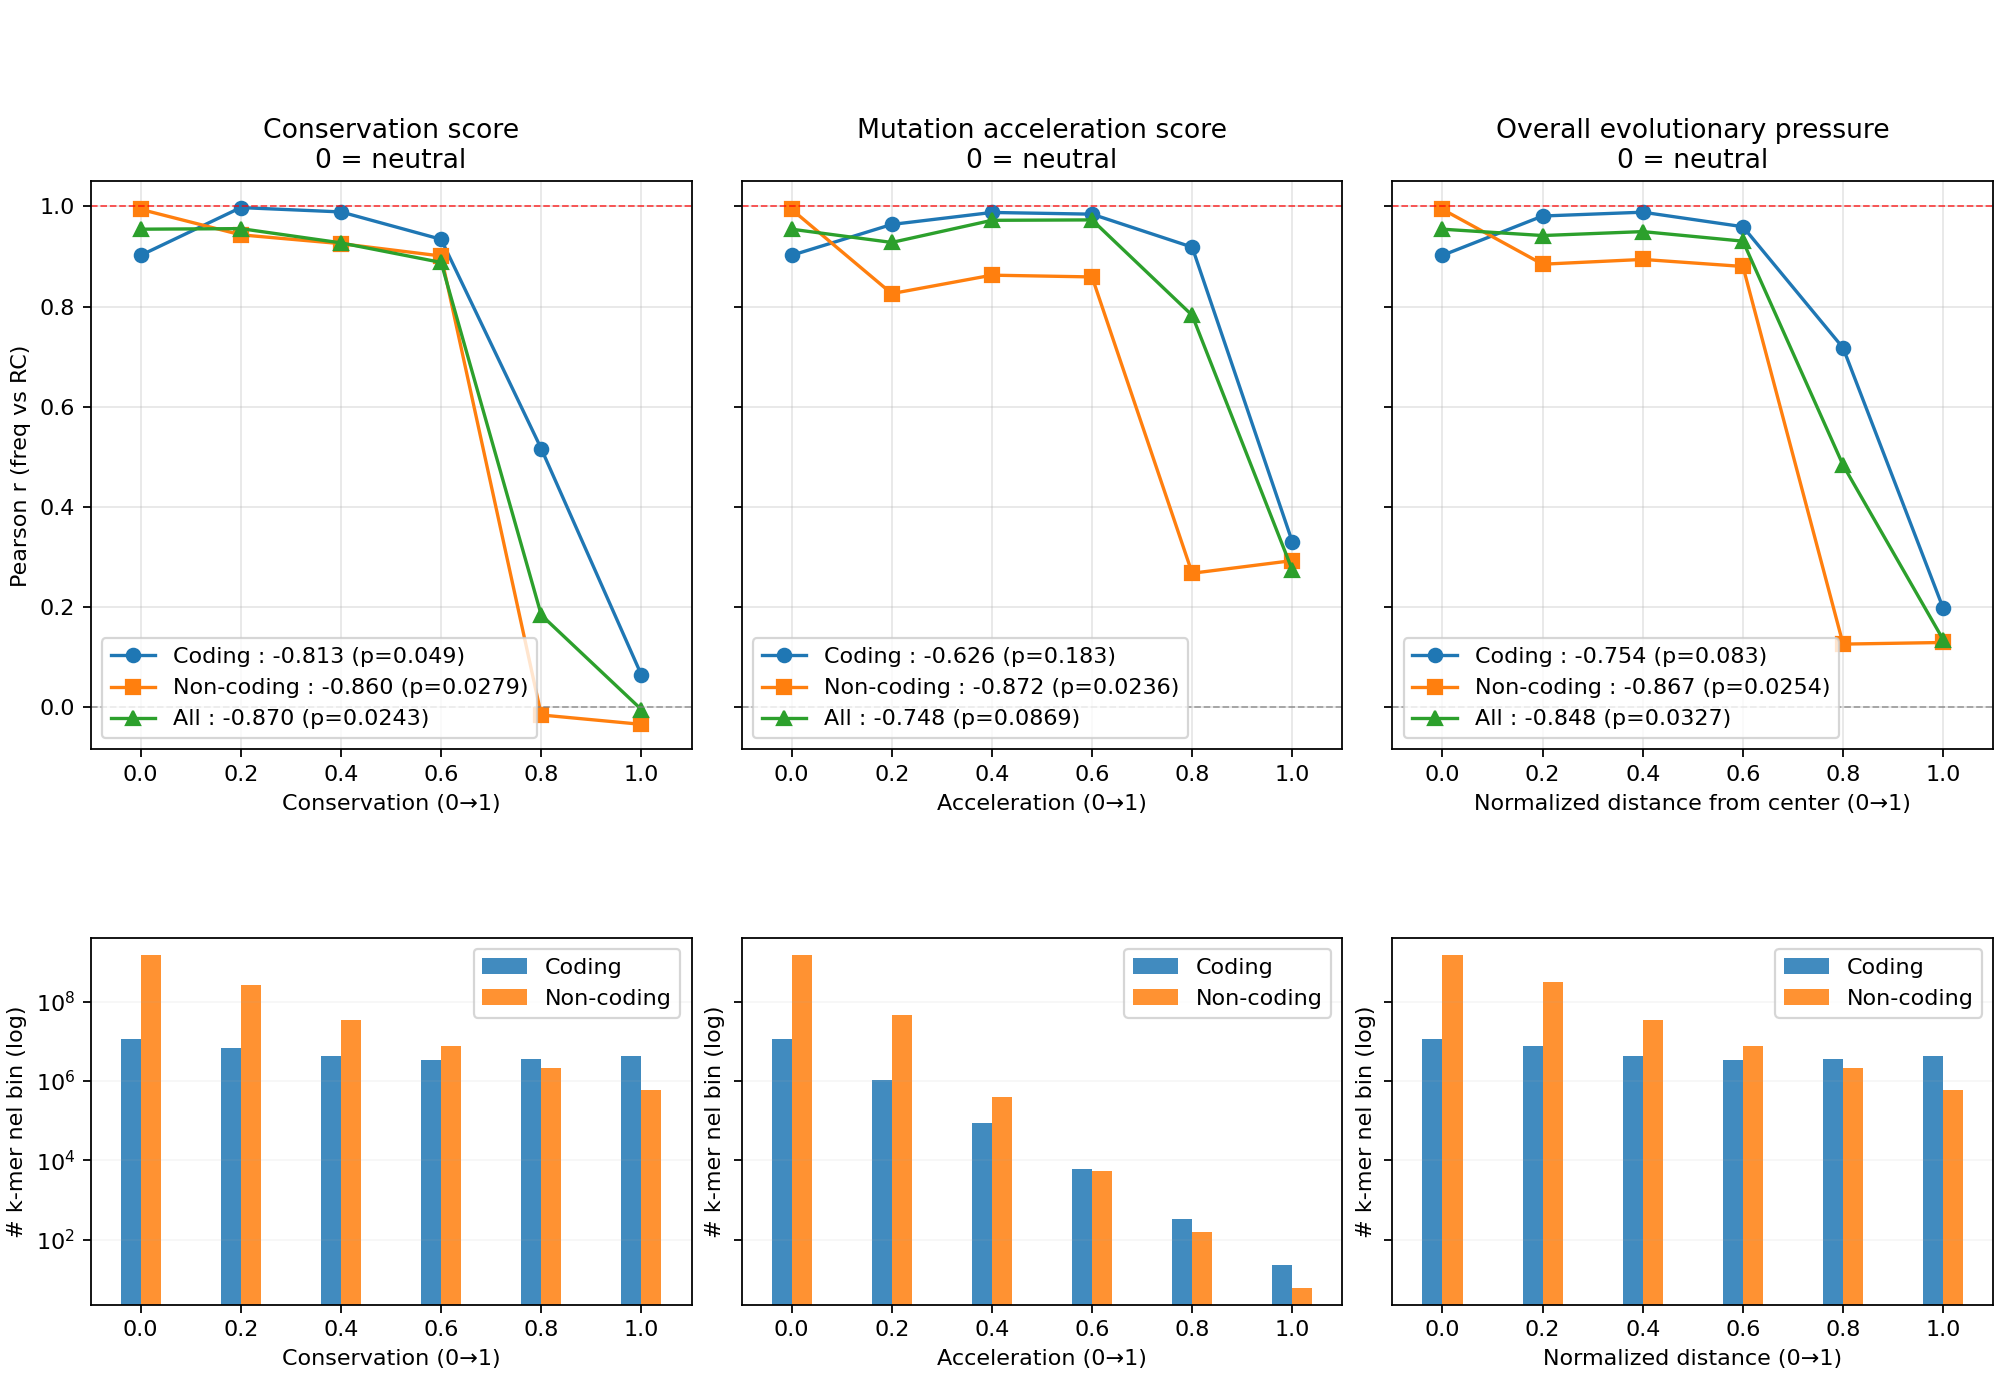 Conservation score
0 = neutral
Mutation acceleration score
0 = neutral
Overall evolutionary pressure
0 = neutral
Pearson r (freq vs RC)
1.0
0.8
0.6
0.4
0.2
0.0
Coding : -0.813 (p=0.049)
Non-coding : -0.860 (p=0.0279)
All : -0.870 (p=0.0243)
0.0 0.2 0.4 0.6 0.8 1.0
Conservation (0→1)
Coding : -0.626 (p=0.183)
Non-coding : -0.872 (p=0.0236)
All : -0.748 (p=0.0869)
0.0 0.2 0.4 0.6 0.8 1.0
Acceleration (0→1)
Coding : -0.754 (p=0.083)
Non-coding : -0.867 (p=0.0254)
All : -0.848 (p=0.0327)
0.0 0.2 0.4 0.6 0.8 1.0
Normalized distance from center (0→1)
# k-mer nel bin (log)
10⁸
10⁶
10⁴
10²
Coding
Non-coding
0.0 0.2 0.4 0.6 0.8 1.0
Conservation (0→1)
# k-mer nel bin (log)
Coding
Non-coding
0.0 0.2 0.4 0.6 0.8 1.0
Acceleration (0→1)
# k-mer nel bin (log)
Coding
Non-coding
0.0 0.2 0.4 0.6 0.8 1.0
Normalized distance (0→1)